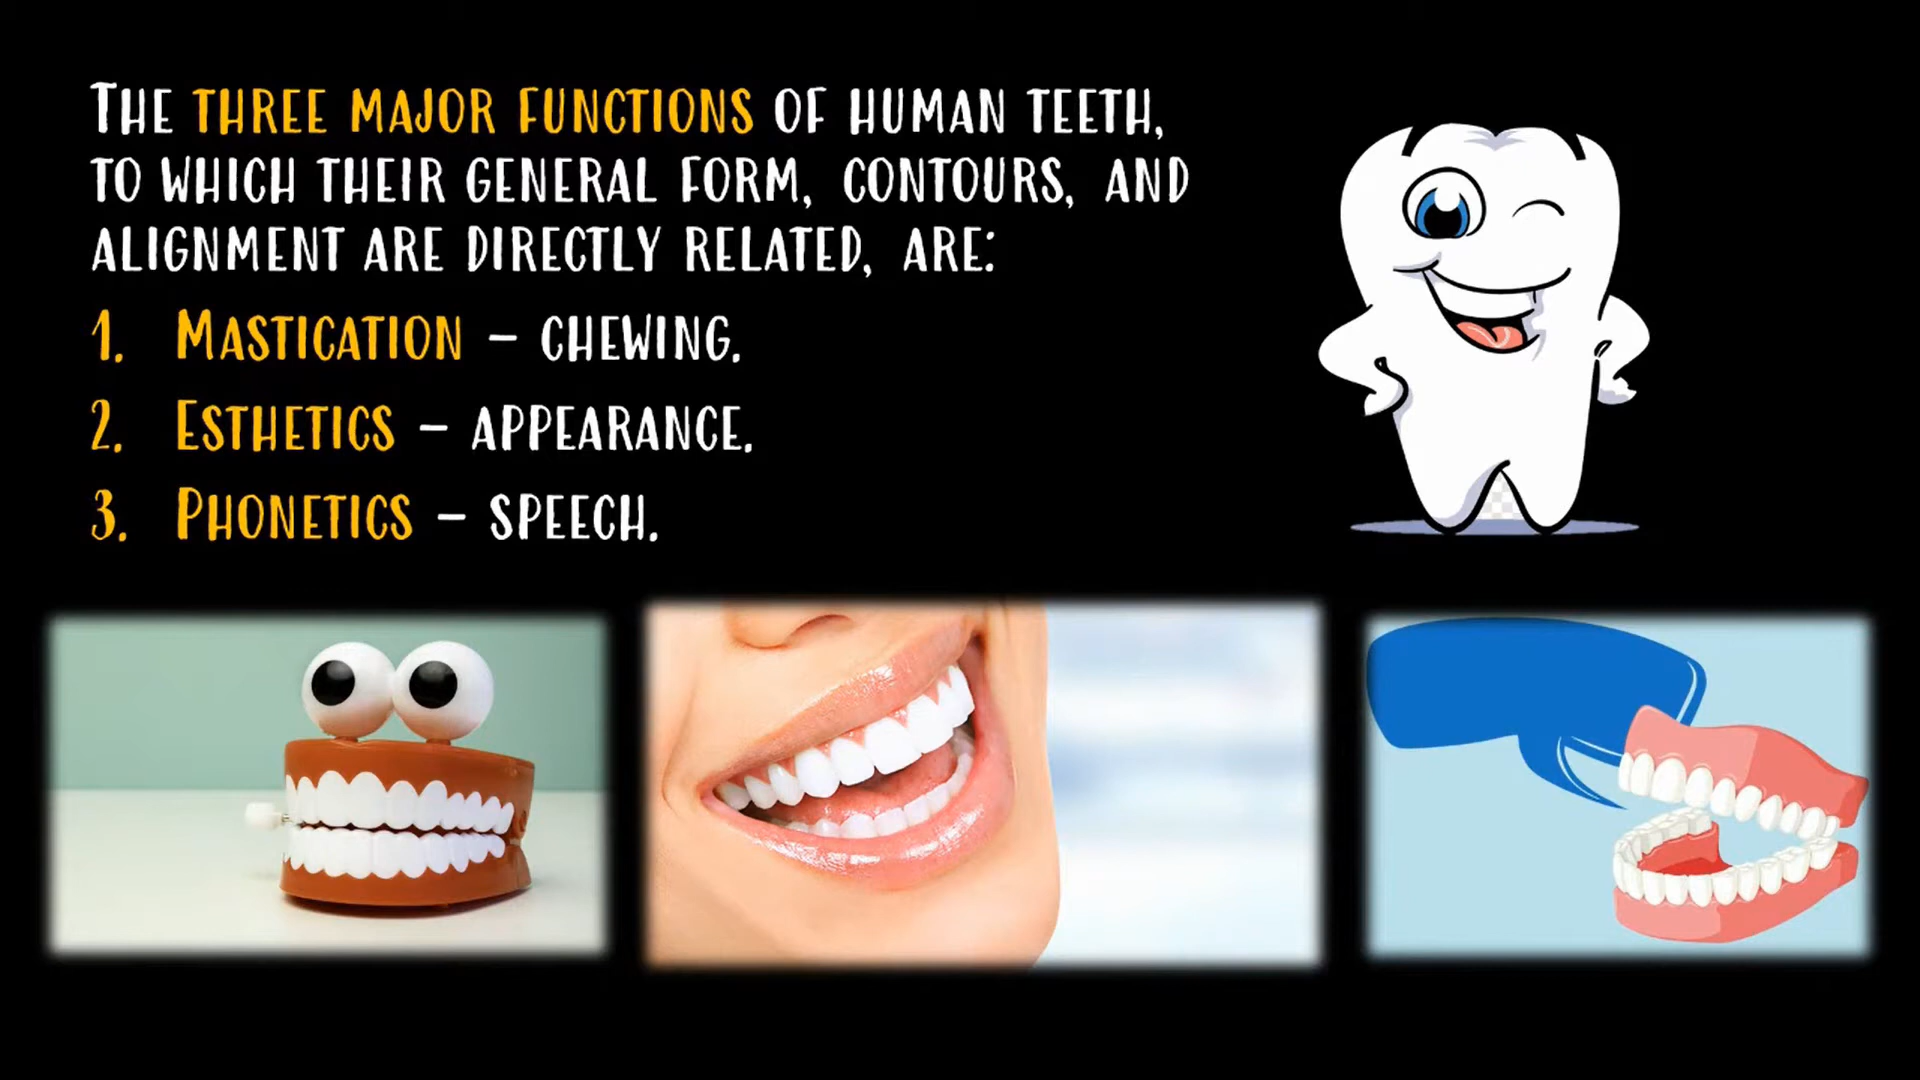 The three major functions of human teeth,
to which their general form, contours, and
alignment are directly related, are:
1. Mastication – chewing.
2. Esthetics – appearance.
3. Phonetics – speech.